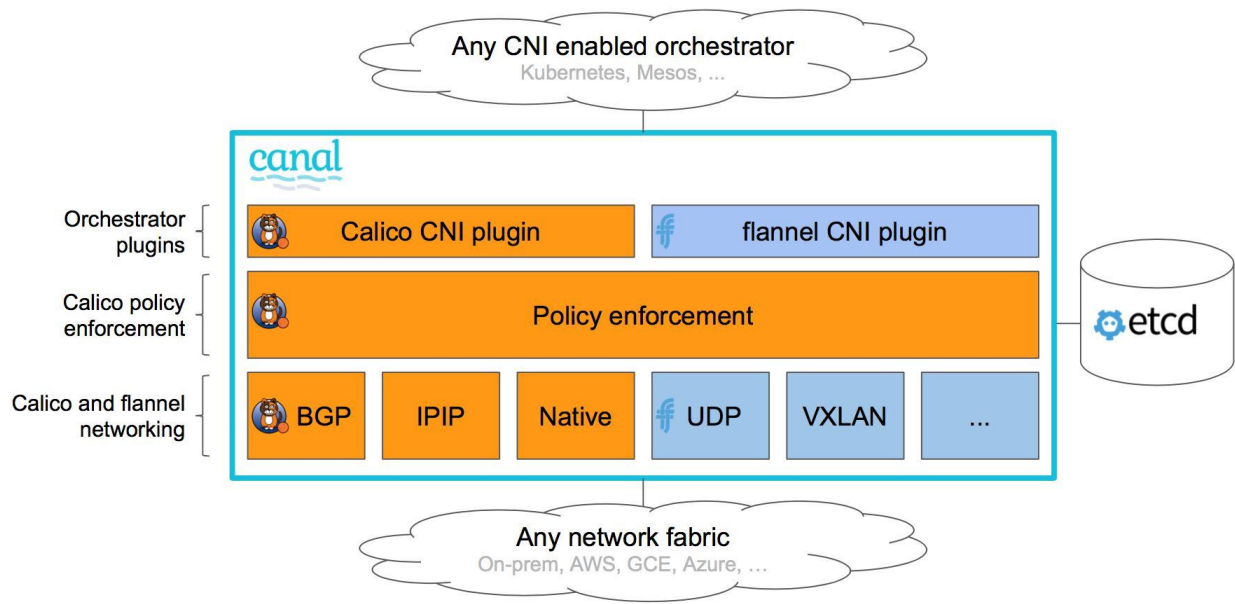 Any CNI enabled orchestrator
Kubernetes, Mesos, ...
canal
Orchestrator
plugins
Calico CNI plugin
flannel CNI plugin
Calico policy
enforcement
Policy enforcement
etcd
Calico and flannel
networking
BGP
IPIP
Native
UDP
VXLAN
...
Any network fabric
On-prem, AWS, GCE, Azure, ...